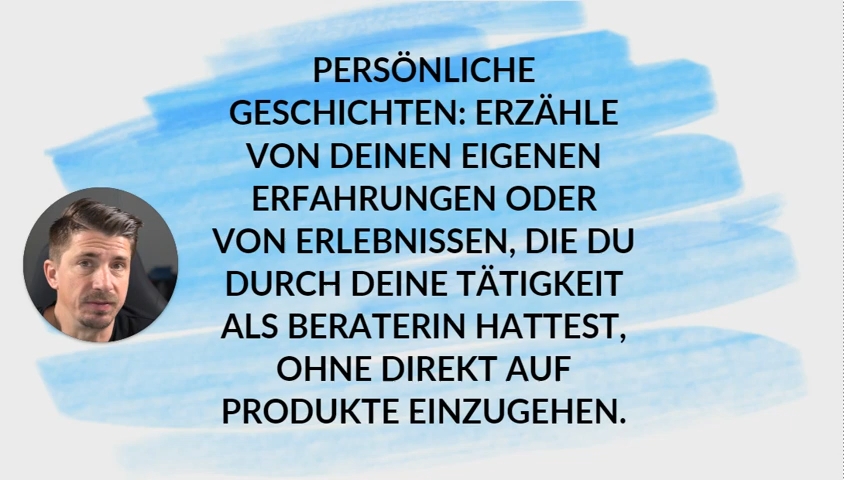 PERSÖNLICHE
GESCHICHTEN: ERZÄHLE
VON DEINEN EIGENEN
ERFAHRUNGEN ODER
VON ERLEBNISSEN, DIE DU
DURCH DEINE TÄTIGKEIT
ALS BERATERIN HATTEST,
OHNE DIREKT AUF
PRODUKTE EINZUGEHEN.